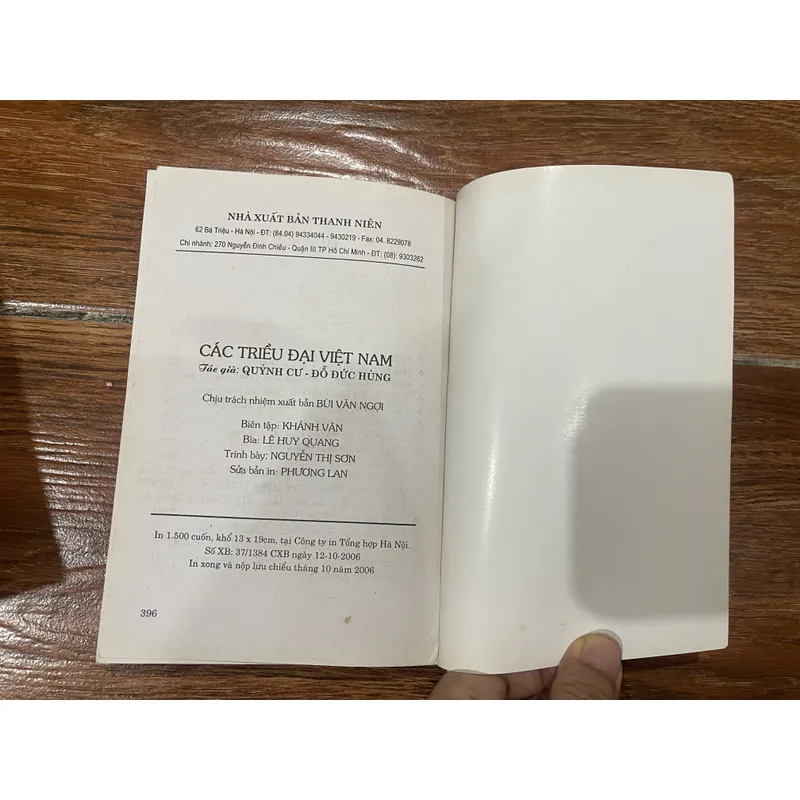 NHÀ XUẤT BẢN THANH NIÊN
62 Bà Triệu - Hà Nội - ĐT: (84.04) 94334044 - 9430219 - Fax: 04. 8229078
Chi nhánh: 270 Nguyễn Đình Chiểu - Quận III TP Hồ Chí Minh - ĐT: (08): 9303262
CÁC TRIỀU ĐẠI VIỆT NAM
Tác giả: QUỲNH CƯ - ĐỖ ĐỨC HÙNG
Chịu trách nhiệm xuất bản BÙI VĂN NGỢI
Biên tập: KHÁNH VÂN
Bìa: LÊ HUY QUANG
Trình bày: NGUYỄN THỊ SƠN
Sửa bản in: PHƯƠNG LAN
In 1.500 cuốn, khổ 13 x 19cm, tại Công ty in Tổng hợp Hà Nội.
Số XB: 37/1384 CXB ngày 12-10-2006
In xong và nộp lưu chiểu tháng 10 năm 2006
396